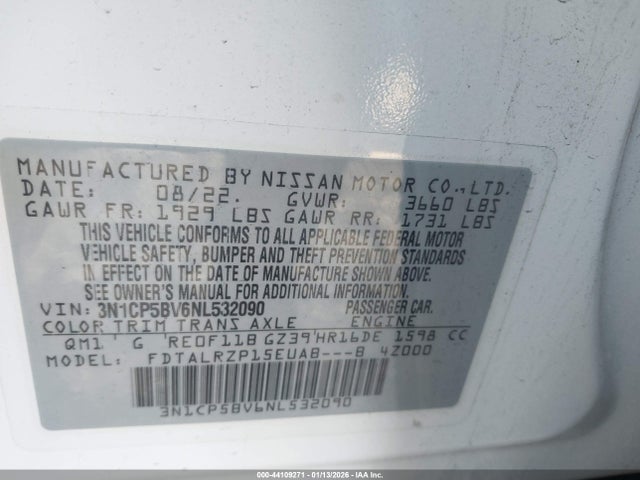 MANUFACTURED BY NISSAN MOTOR CO.,LTD.
DATE: 08/22. GVWR: 3660 LBS
GAWR FR: 1929 LBS GAWR RR: 1731 LBS
THIS VEHICLE CONFORMS TO ALL APPLICABLE FEDERAL MOTOR
VEHICLE SAFETY, BUMPER AND THEFT PREVENTION STANDARDS
IN EFFECT ON THE DATE OF MANUFACTURE SHOWN ABOVE.
SEE OWNER'S MANUAL FOR ADDITIONAL INFORMATION.
VIN: 3N1CP5BV6NL532090 PASSENGER CAR.
COLOR TRIM TRANS AXLE ENGINE
QM1 G RE0F11B GZ39 HR16DE 1598 CC
FDTALRZP15EUAB---B 4Z000
3N1CP5BV6NL532090
000-44109271 | 01/13/2026 | IAA Inc.